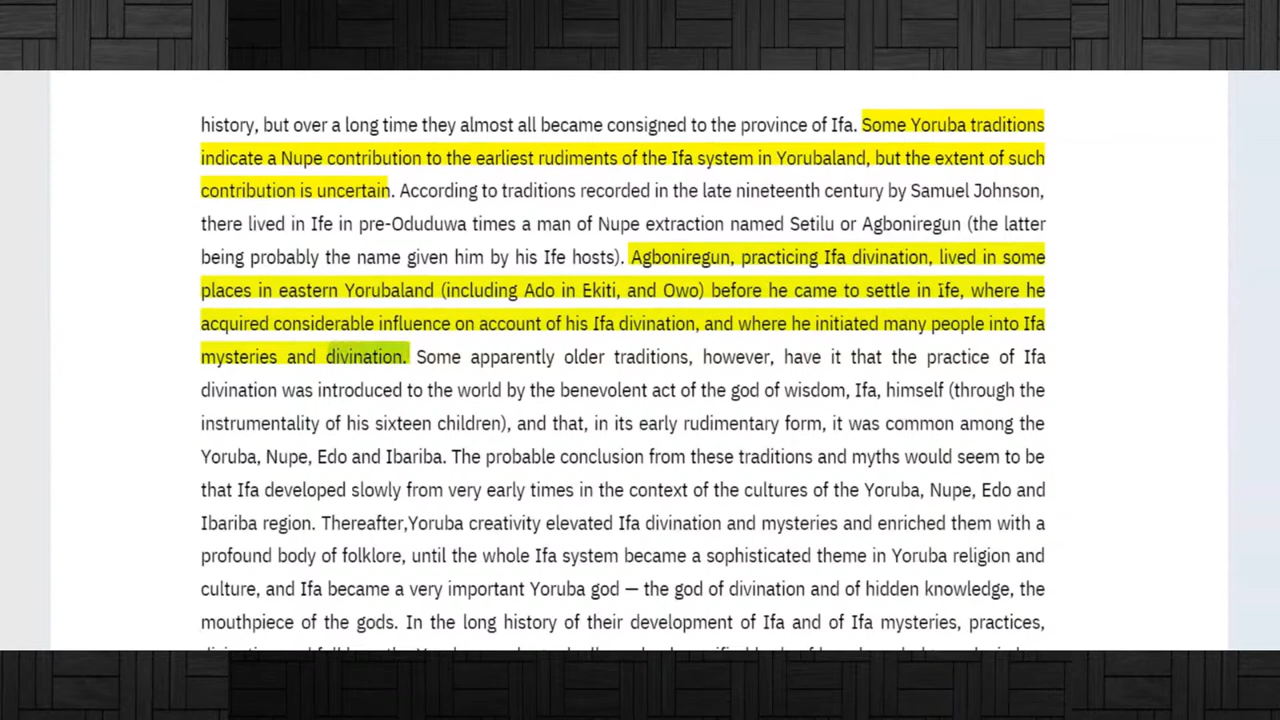 history, but over a long time they almost all became consigned to the province of Ifa. Some Yoruba traditions
indicate a Nupe contribution to the earliest rudiments of the Ifa system in Yorubaland, but the extent of such
contribution is uncertain. According to traditions recorded in the late nineteenth century by Samuel Johnson,
there lived in Ife in pre-Oduduwa times a man of Nupe extraction named Setilu or Agboniregun (the latter
being probably the name given him by his Ife hosts). Agboniregun, practicing Ifa divination, lived in some
places in eastern Yorubaland (including Ado in Ekiti, and Owo) before he came to settle in Ife, where he
acquired considerable influence on account of his Ifa divination, and where he initiated many people into Ifa
mysteries and divination. Some apparently older traditions, however, have it that the practice of Ifa
divination was introduced to the world by the benevolent act of the god of wisdom, Ifa, himself (through the
instrumentality of his sixteen children), and that, in its early rudimentary form, it was common among the
Yoruba, Nupe, Edo and Ibariba. The probable conclusion from these traditions and myths would seem to be
that Ifa developed slowly from very early times in the context of the cultures of the Yoruba, Nupe, Edo and
Ibariba region. Thereafter,Yoruba creativity elevated Ifa divination and mysteries and enriched them with a
profound body of folklore, until the whole Ifa system became a sophisticated theme in Yoruba religion and
culture, and Ifa became a very important Yoruba god — the god of divination and of hidden knowledge, the
mouthpiece of the gods. In the long history of their development of Ifa and of Ifa mysteries, practices,